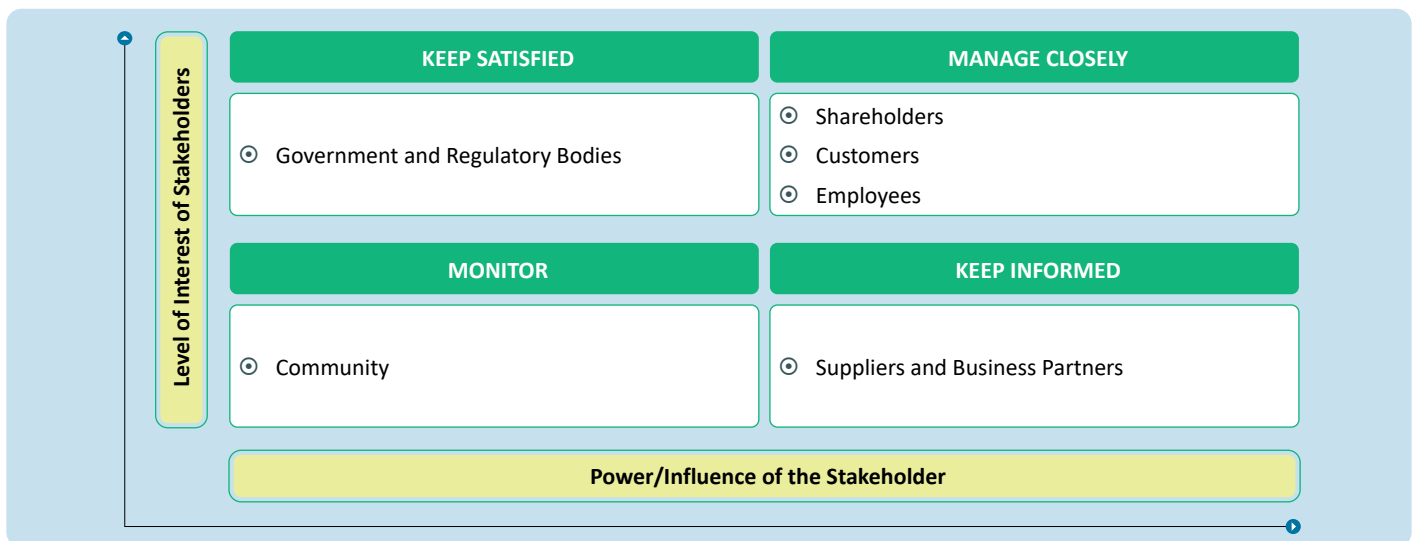 Level of Interest of Stakeholders
KEEP SATISFIED
Government and Regulatory Bodies
MANAGE CLOSELY
Shareholders
Customers
Employees
MONITOR
Community
KEEP INFORMED
Suppliers and Business Partners
Power/Influence of the Stakeholder